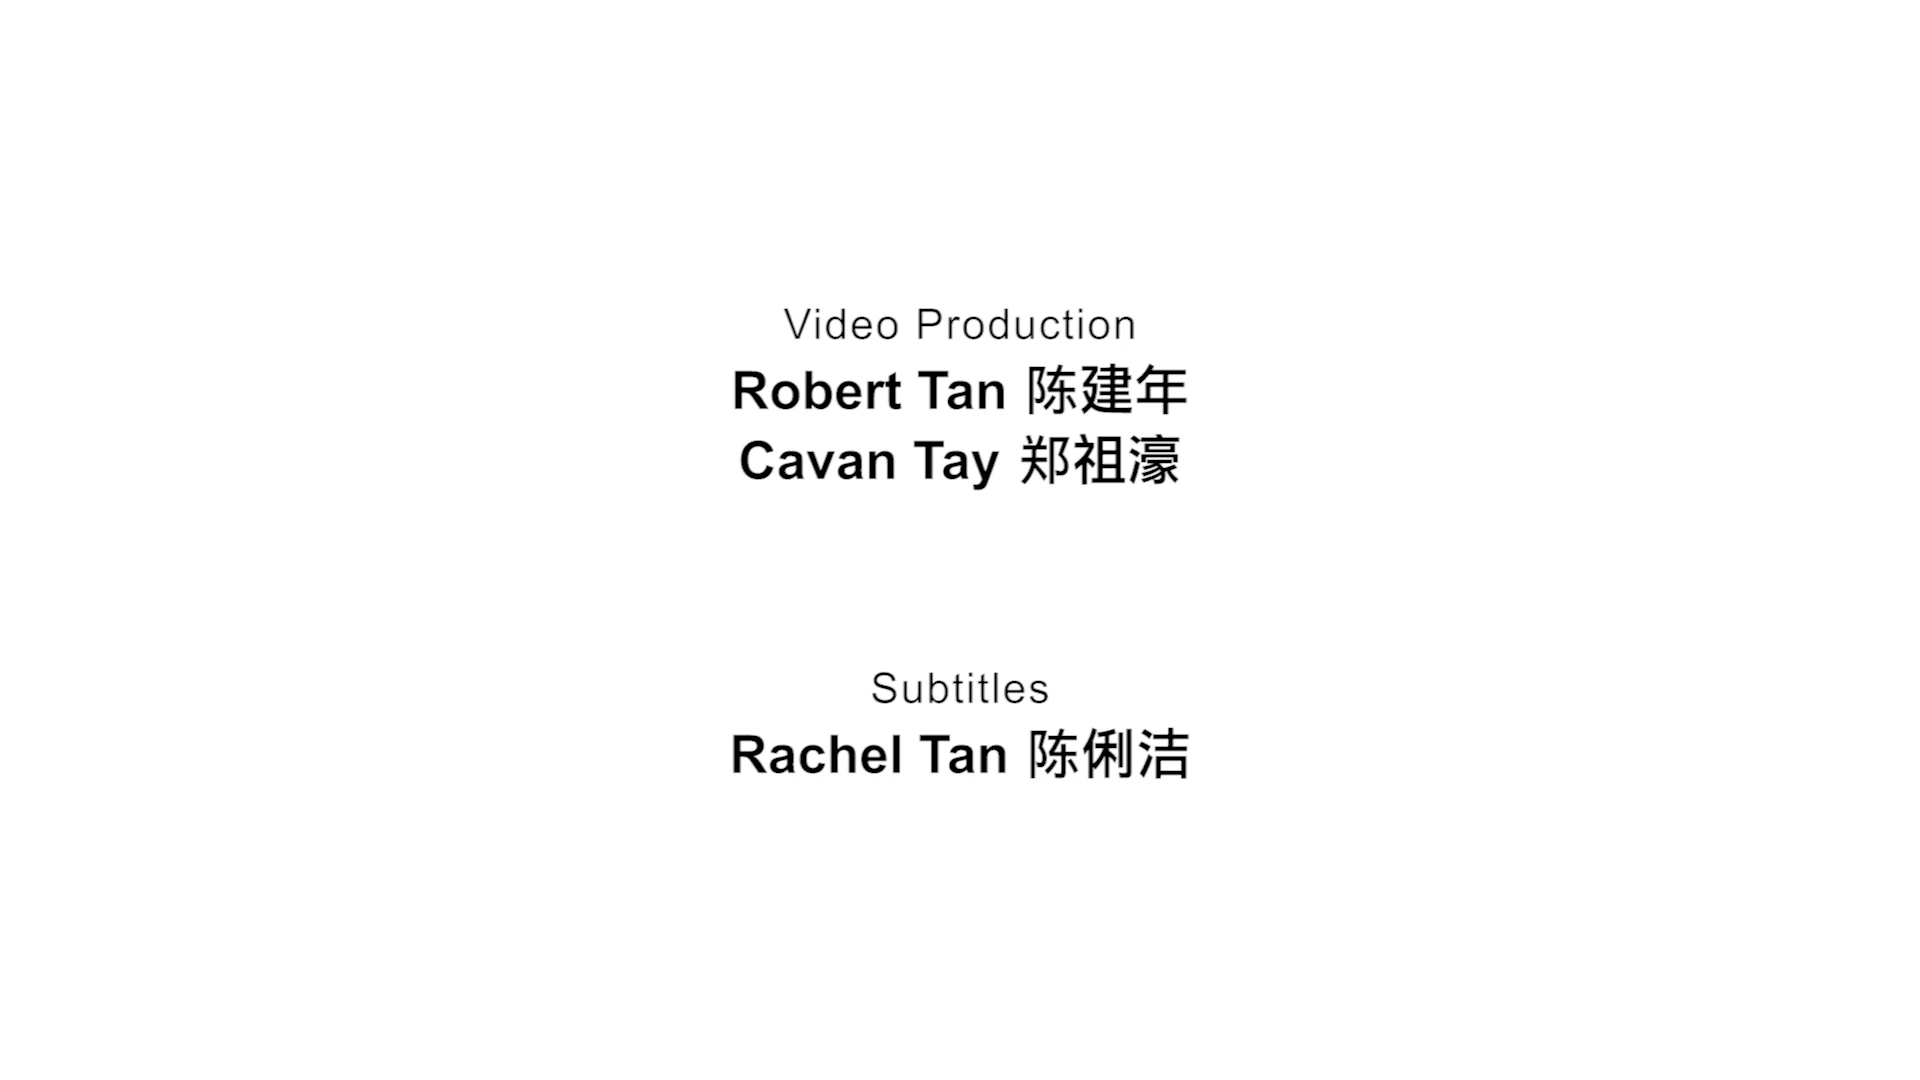 Video Production
Robert Tan 陈建年
Cavan Tay 郑祖濠
Subtitles
Rachel Tan 陈俐洁